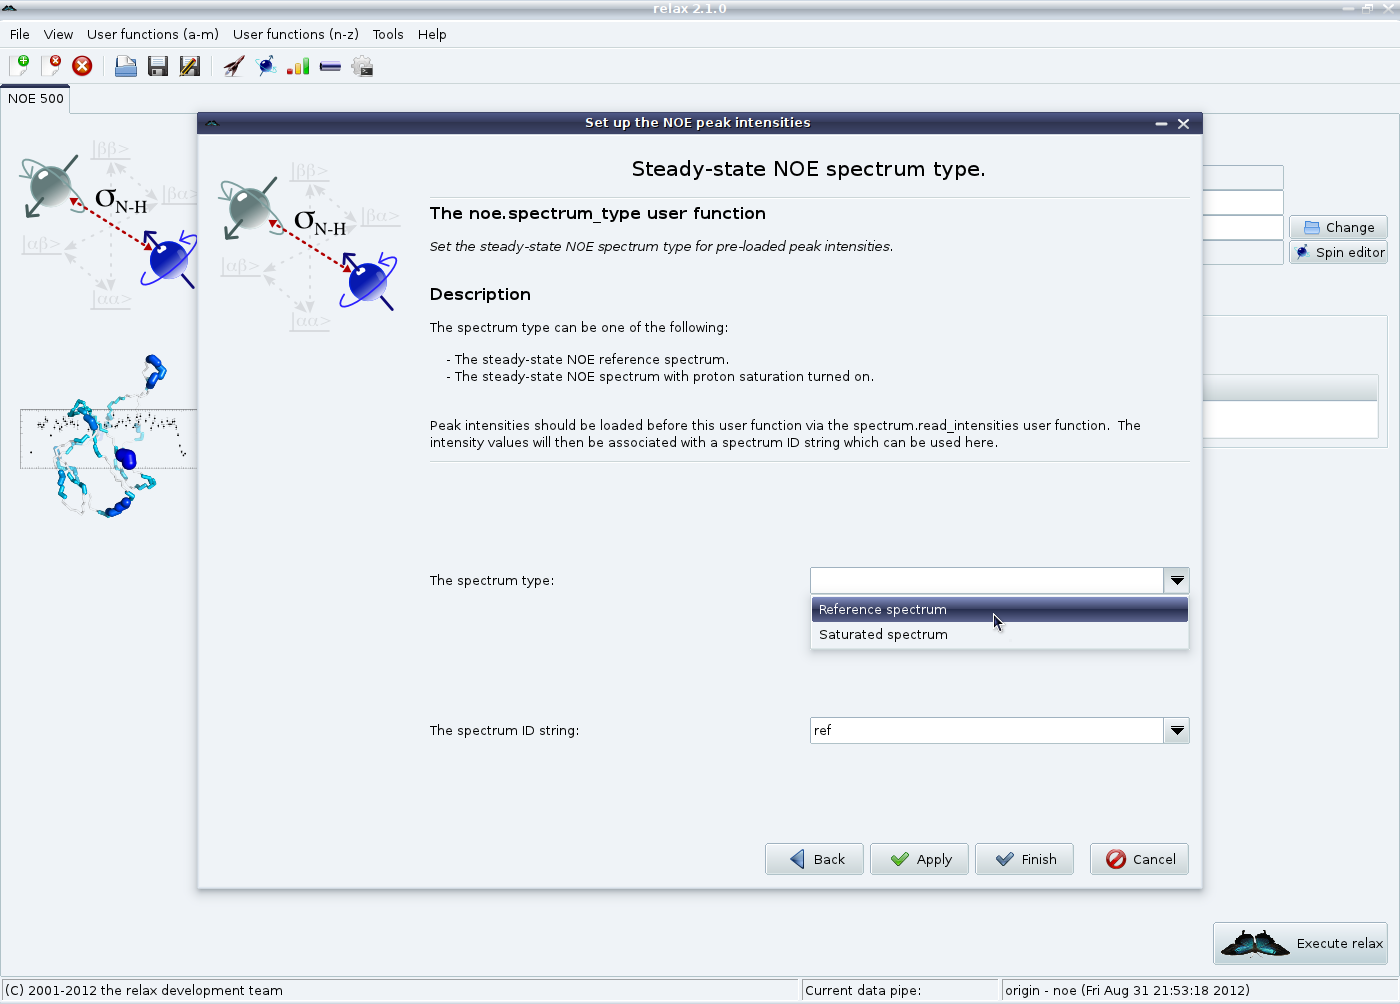 relax 2.1.0
File View User functions (a-m) User functions (n-z) Tools Help
NOE 500
Set up the NOE peak intensities
|ββ>
|βα>
σN-H
|αβ>
|αα>
|ββ>
|βα>
σN-H
|αβ>
|αα>
Steady-state NOE spectrum type.
The noe.spectrum_type user function
Set the steady-state NOE spectrum type for pre-loaded peak intensities.
Description
The spectrum type can be one of the following:
- The steady-state NOE reference spectrum.
- The steady-state NOE spectrum with proton saturation turned on.
Peak intensities should be loaded before this user function via the spectrum.read_intensities user function. The
intensity values will then be associated with a spectrum ID string which can be used here.
Change
Spin editor
The spectrum type:
Reference spectrum
Saturated spectrum
The spectrum ID string: ref
Back Apply Finish Cancel
Execute relax
(C) 2001-2012 the relax development team Current data pipe: origin - noe (Fri Aug 31 21:53:18 2012)